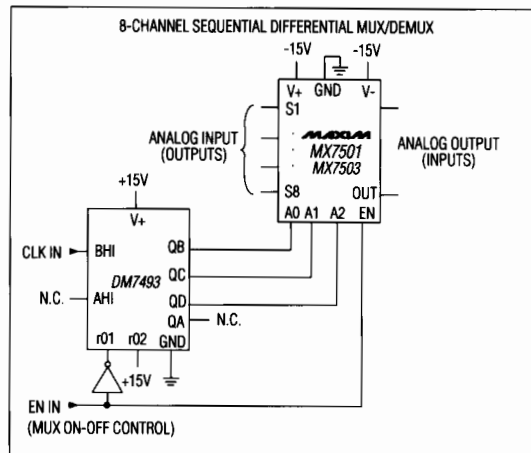 8-CHANNEL SEQUENTIAL DIFFERENTIAL MUX/DEMUX
-15V
-15V
V+
GND
V-
S1
ANALOG INPUT
(OUTPUTS)
MAXIM
MX7501
MX7503
ANALOG OUTPUT
(INPUTS)
S8
OUT
A0 A1 A2 EN
+15V
V+
CLK IN
BHI
QB
DM7493
QC
N.C.
AHI
QD
QA
N.C.
r01
r02
GND
+15V
EN IN
(MUX ON-OFF CONTROL)